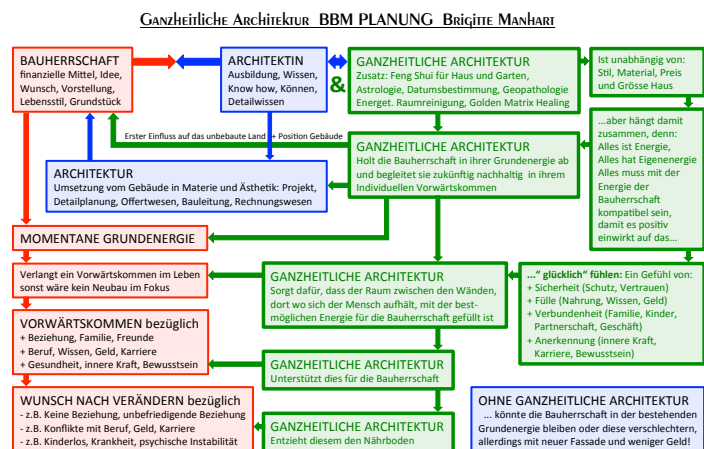 Ganzheitliche Architektur BBM PLANUNG Brigitte Manhart
BAUHERRSCHAFT
finanzielle Mittel, Idee,
Wunsch, Vorstellung,
Lebensstil, Grundstück
ARCHITEKTIN
Ausbildung, Wissen,
Know how, Können,
Detailwissen
&
GANZHEITLICHE ARCHITEKTUR
Zusatz: Feng Shui für Haus und Garten,
Astrologie, Datumsbestimmung, Geopathologie
Energet. Raumreinigung, Golden Matrix Healing
Ist unabhängig von:
Stil, Material, Preis
und Grösse Haus
...aber hängt damit
zusammen, denn:
Alles ist Energie,
Alles hat Eigenenergie
Alles muss mit der
Energie der
Bauherrschaft
kompatibel sein,
damit es positiv
einwirkt auf das...
Erster Einfluss auf das unbebaute Land + Position Gebäude
GANZHEITLICHE ARCHITEKTUR
Holt die Bauherrschaft in ihrer Grundenergie ab
und begleitet sie zukünftig nachhaltig in ihrem
Individuellen Vorwärtskommen
ARCHITEKTUR
Umsetzung vom Gebäude in Materie und Ästhetik: Projekt,
Detailplanung, Offertwesen, Bauleitung, Rechnungswesen
MOMENTANE GRUNDENERGIE
Verlangt ein Vorwärtskommen im Leben
sonst wäre kein Neubau im Fokus
GANZHEITLICHE ARCHITEKTUR
Sorgt dafür, dass der Raum zwischen den Wänden,
dort wo sich der Mensch aufhält, mit der best-
möglichen Energie für die Bauherrschaft gefüllt ist
...“ glücklich“ fühlen: Ein Gefühl von:
+ Sicherheit (Schutz, Vertrauen)
+ Fülle (Nahrung, Wissen, Geld)
+ Verbundenheit (Familie, Kinder,
Partnerschaft, Geschäft)
+ Anerkennung (innere Kraft,
Karriere, Bewusstsein)
VORWÄRTSKOMMEN bezüglich
+ Beziehung, Familie, Freunde
+ Beruf, Wissen, Geld, Karriere
+ Gesundheit, innere Kraft, Bewusstsein
GANZHEITLICHE ARCHITEKTUR
Unterstützt dies für die Bauherrschaft
WUNSCH NACH VERÄNDERN bezüglich
- z.B. Keine Beziehung, unbefriedigende Beziehung
- z.B. Konflikte mit Beruf, Geld, Karriere
- z.B. Kinderlos, Krankheit, psychische Instabilität
GANZHEITLICHE ARCHITEKTUR
Entzieht diesem den Nährboden
OHNE GANZHEITLICHE ARCHITEKTUR
... könnte die Bauherrschaft in der bestehenden
Grundenergie bleiben oder diese verschlechtern,
allerdings mit neuer Fassade und weniger Geld!